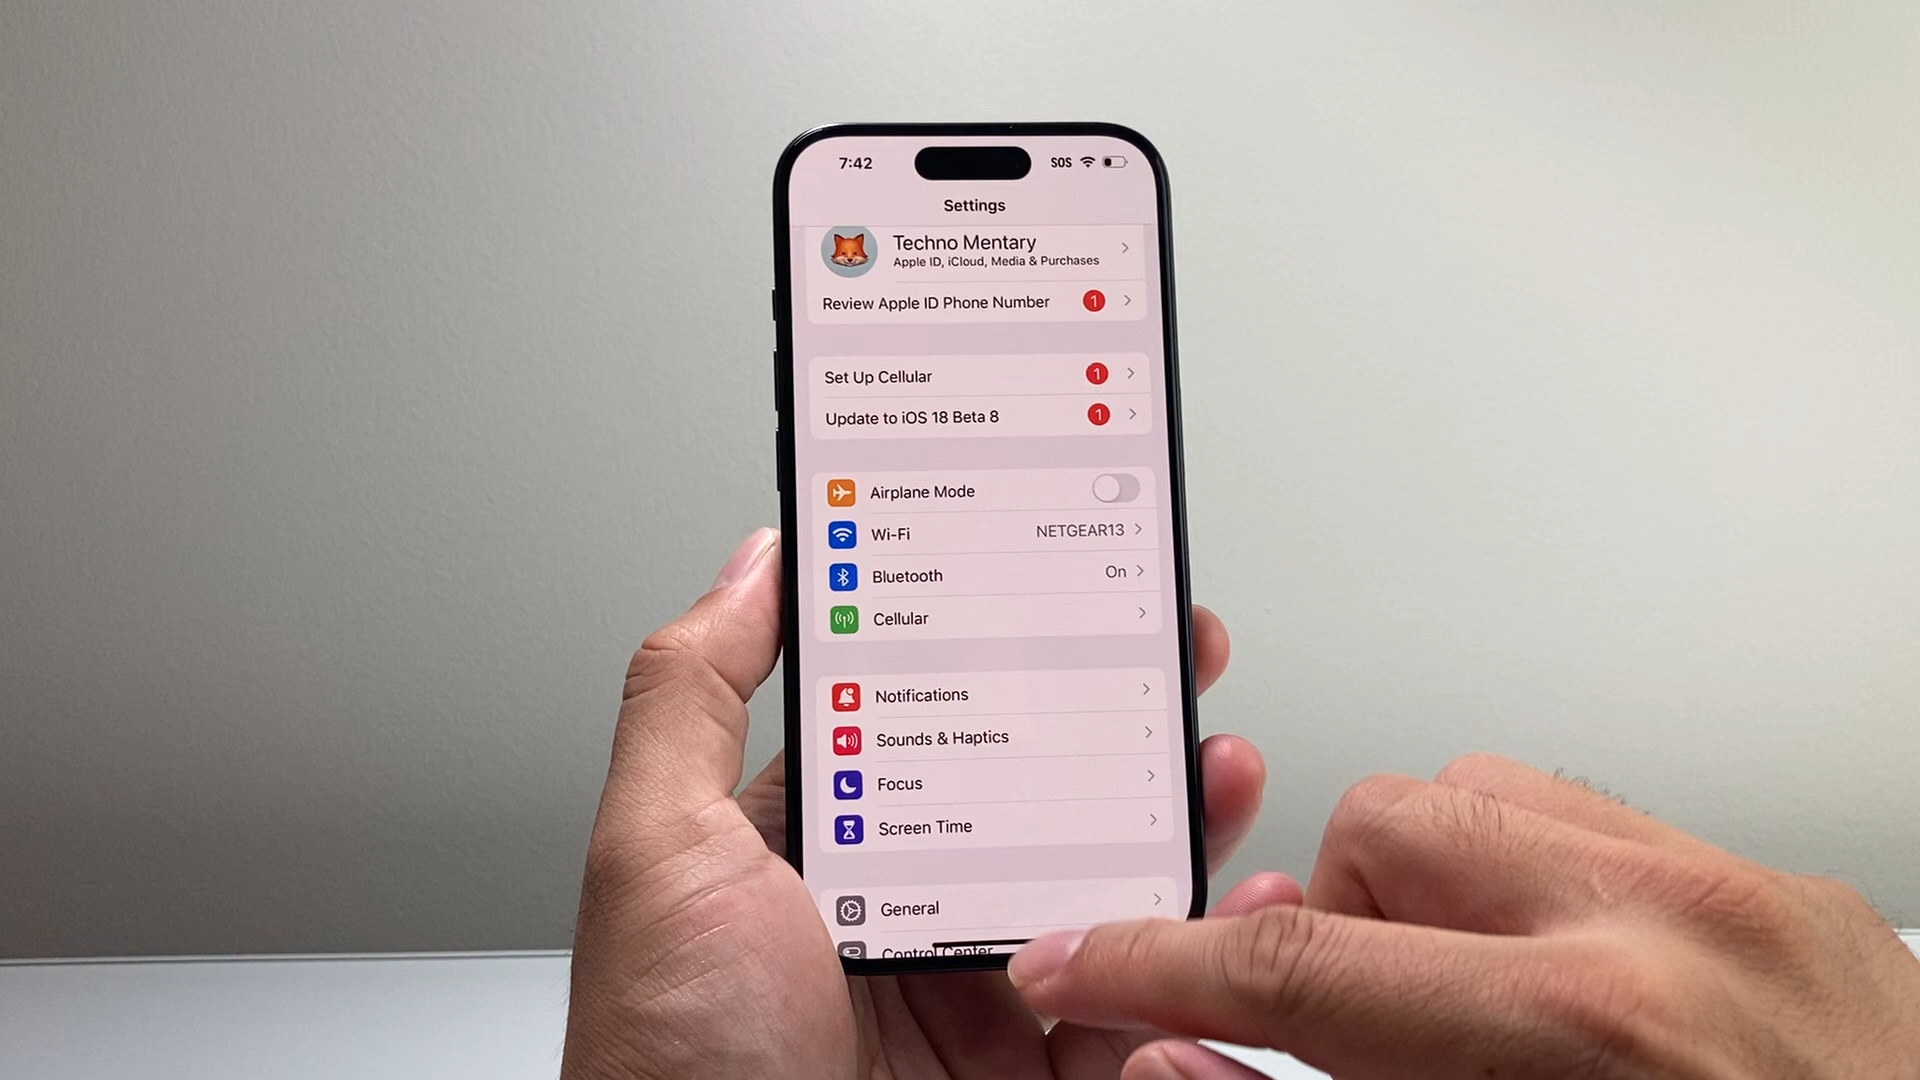 7:42 SOS
Settings
Techno Mentary
Apple ID, iCloud, Media & Purchases
Review Apple ID Phone Number 1
Set Up Cellular 1
Update to iOS 18 Beta 8 1
Airplane Mode
Wi-Fi NETGEAR13
Bluetooth On
Cellular
Notifications
Sounds & Haptics
Focus
Screen Time
General
Control Center